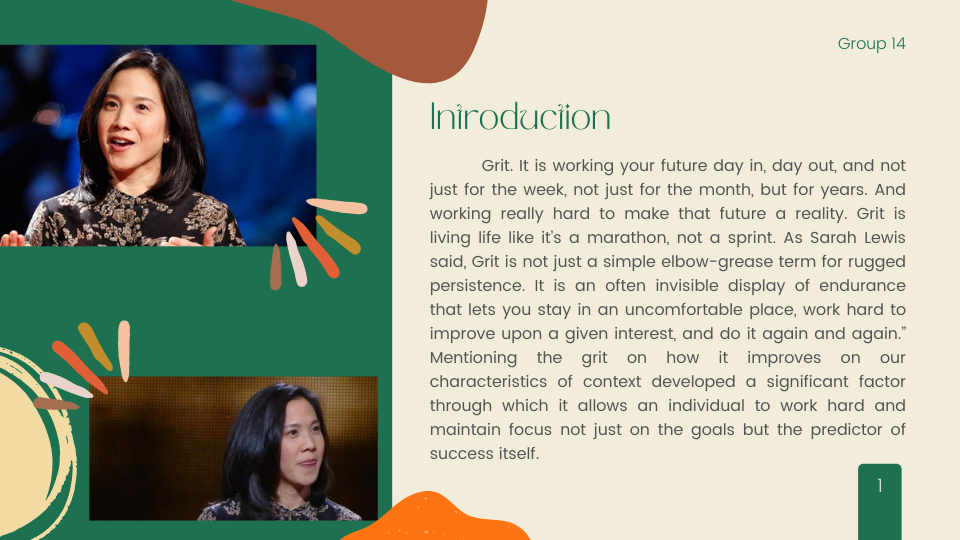 Group 14
Introduction
Grit. It is working your future day in, day out, and not
just for the week, not just for the month, but for years. And
working really hard to make that future a reality. Grit is
living life like it's a marathon, not a sprint. As Sarah Lewis
said, Grit is not just a simple elbow-grease term for rugged
persistence. It is an often invisible display of endurance
that lets you stay in an uncomfortable place, work hard to
improve upon a given interest, and do it again and again.”
Mentioning the grit on how it improves on our
characteristics of context developed a significant factor
through which it allows an individual to work hard and
maintain focus not just on the goals but the predictor of
success itself.
1